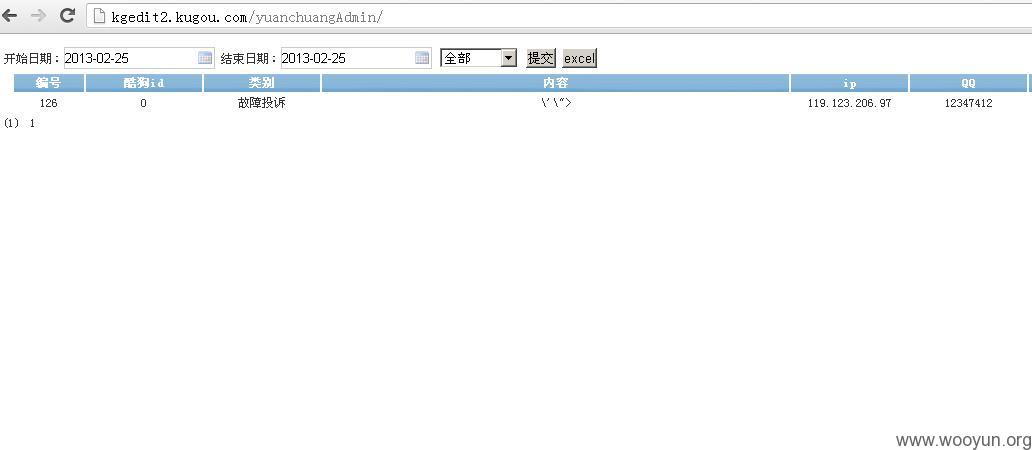 kgedit2.kugou.com/yuanchuangAdmin/
开始日期：2013-02-25 结束日期：2013-02-25 全部 提交 excel
编号 酷狗id 类别 内容 ip QQ
126 0 故障投诉 \'\"> 119.123.206.97 12347412
(1) 1
www.wooyun.org